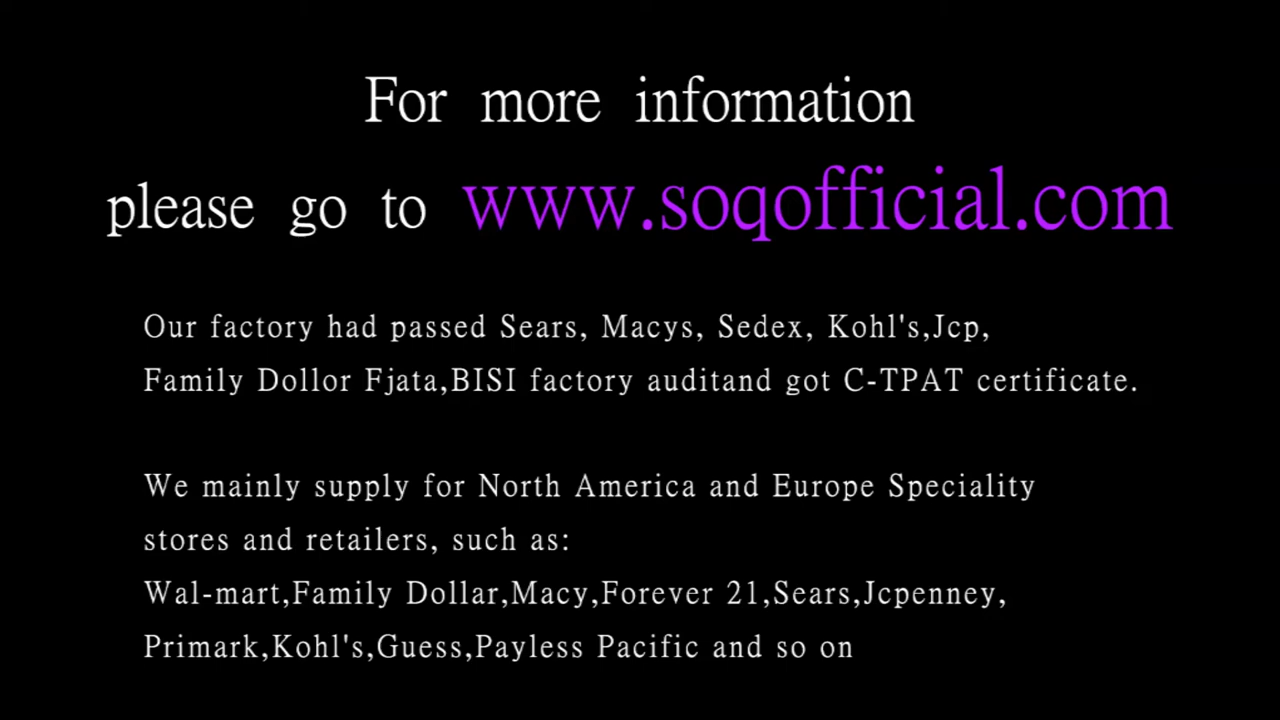 For more information
please go to www.soqofficial.com
Our factory had passed Sears, Macys, Sedex, Kohl's,Jcp,
Family Dollor Fjata,BISI factory auditand got C-TPAT certificate.
We mainly supply for North America and Europe Speciality
stores and retailers, such as:
Wal-mart,Family Dollar,Macy,Forever 21,Sears,Jcpenney,
Primark,Kohl's,Guess,Payless Pacific and so on